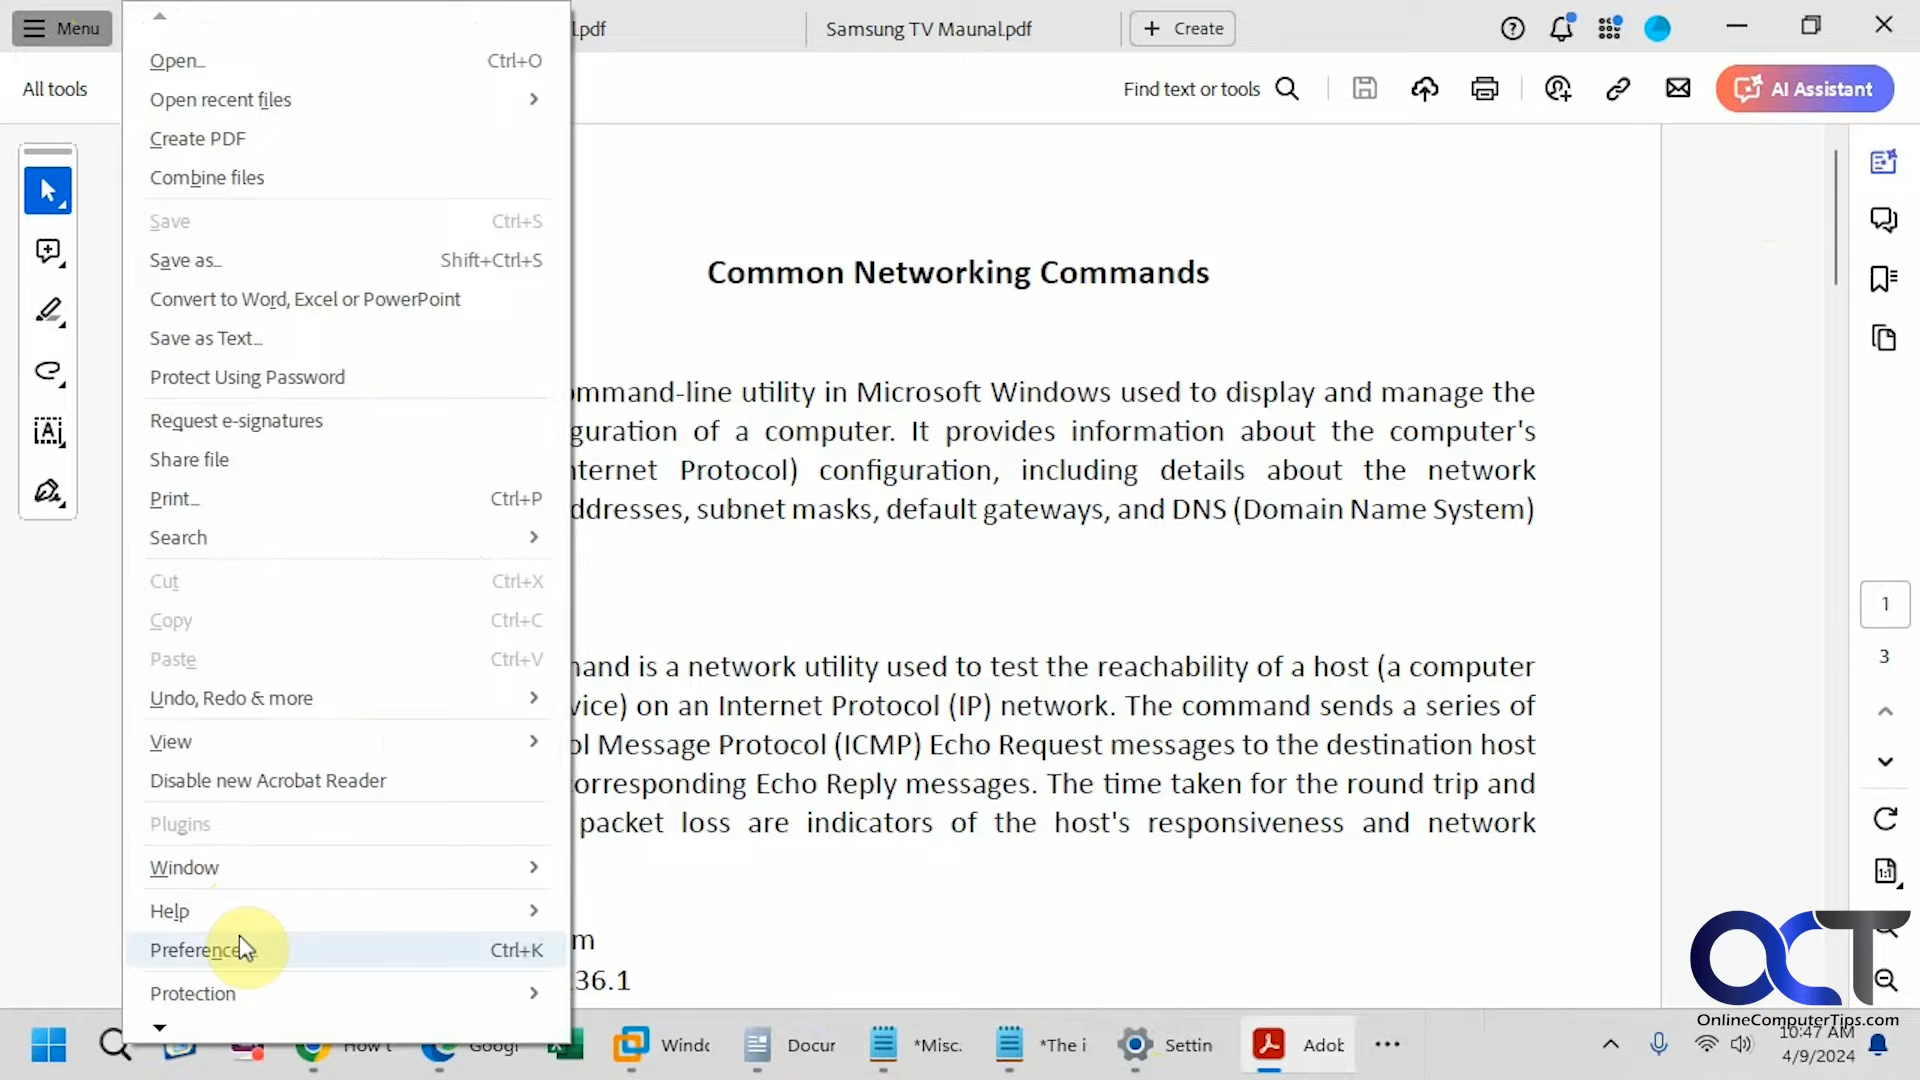 Menu
.pdf
Samsung TV Maunal.pdf
Create
All tools
Find text or tools
AI Assistant
Open... Ctrl+O
Open recent files
Create PDF
Combine files
Save Ctrl+S
Save as... Shift+Ctrl+S
Convert to Word, Excel or PowerPoint
Save as Text...
Protect Using Password
Request e-signatures
Share file
Print... Ctrl+P
Search
Cut Ctrl+X
Copy Ctrl+C
Paste Ctrl+V
Undo, Redo & more
View
Disable new Acrobat Reader
Plugins
Window
Help
Preferences... Ctrl+K
Protection
Common Networking Commands
ommand-line utility in Microsoft Windows used to display and manage the
guration of a computer. It provides information about the computer's
nternet Protocol) configuration, including details about the network
ddresses, subnet masks, default gateways, and DNS (Domain Name System)
nand is a network utility used to test the reachability of a host (a computer
vice) on an Internet Protocol (IP) network. The command sends a series of
ol Message Protocol (ICMP) Echo Request messages to the destination host
orresponding Echo Reply messages. The time taken for the round trip and
packet loss are indicators of the host's responsiveness and network
m
36.1
1
3
1:1
OCT
OnlineComputerTips.com
How t
Googl
Windc
Docur
*Misc.
*The i
Settin
Adob
10:47 AM
4/9/2024